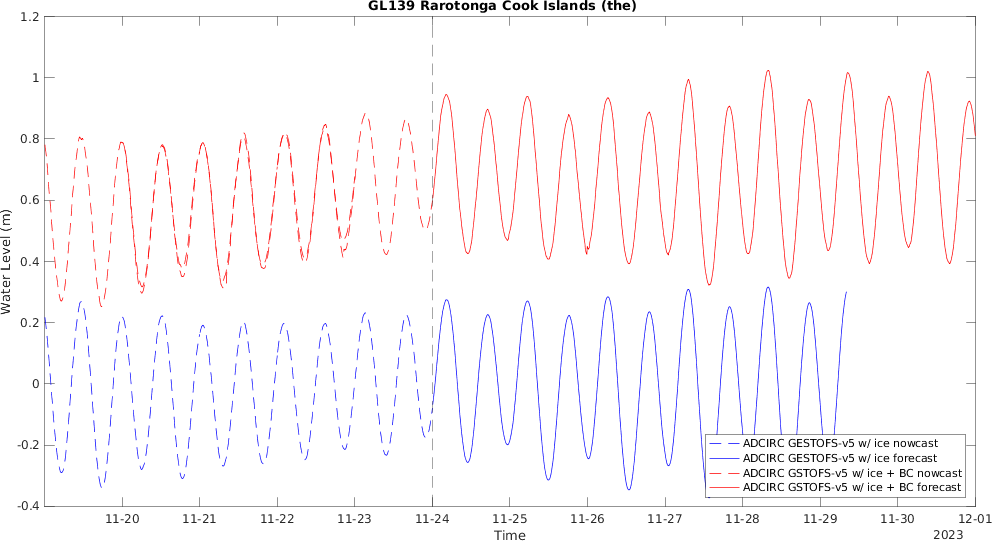 GL139 Rarotonga Cook Islands (the)
Water Level (m)
1.2
1
0.8
0.6
0.4
0.2
0
-0.2
-0.4
ADCIRC GESTOFS-v5 w/ ice nowcast
ADCIRC GESTOFS-v5 w/ ice forecast
ADCIRC GSTOFS-v5 w/ ice + BC nowcast
ADCIRC GSTOFS-v5 w/ ice + BC forecast
11-20 11-21 11-22 11-23 11-24 11-25 11-26 11-27 11-28 11-29 11-30 12-01
Time
2023